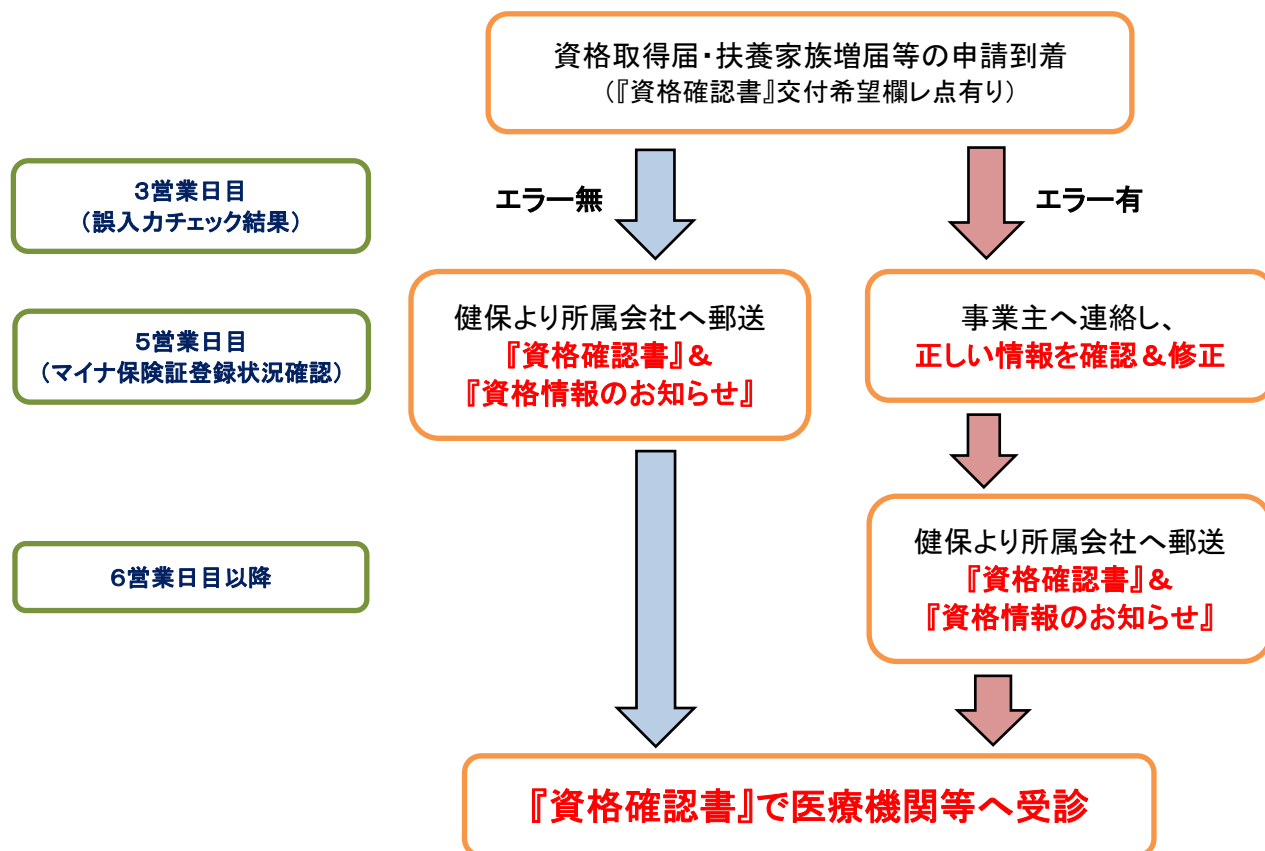 資格取得届・扶養家族増届等の申請到着
（『資格確認書』交付希望欄レ点有り）
3営業日目
（誤入力チェック結果）
エラー無
エラー有
5営業日目
（マイナ保険証登録状況確認）
健保より所属会社へ郵送
『資格確認書』＆
『資格情報のお知らせ』
事業主へ連絡し、
正しい情報を確認＆修正
6営業日目以降
健保より所属会社へ郵送
『資格確認書』＆
『資格情報のお知らせ』
『資格確認書』で医療機関等へ受診